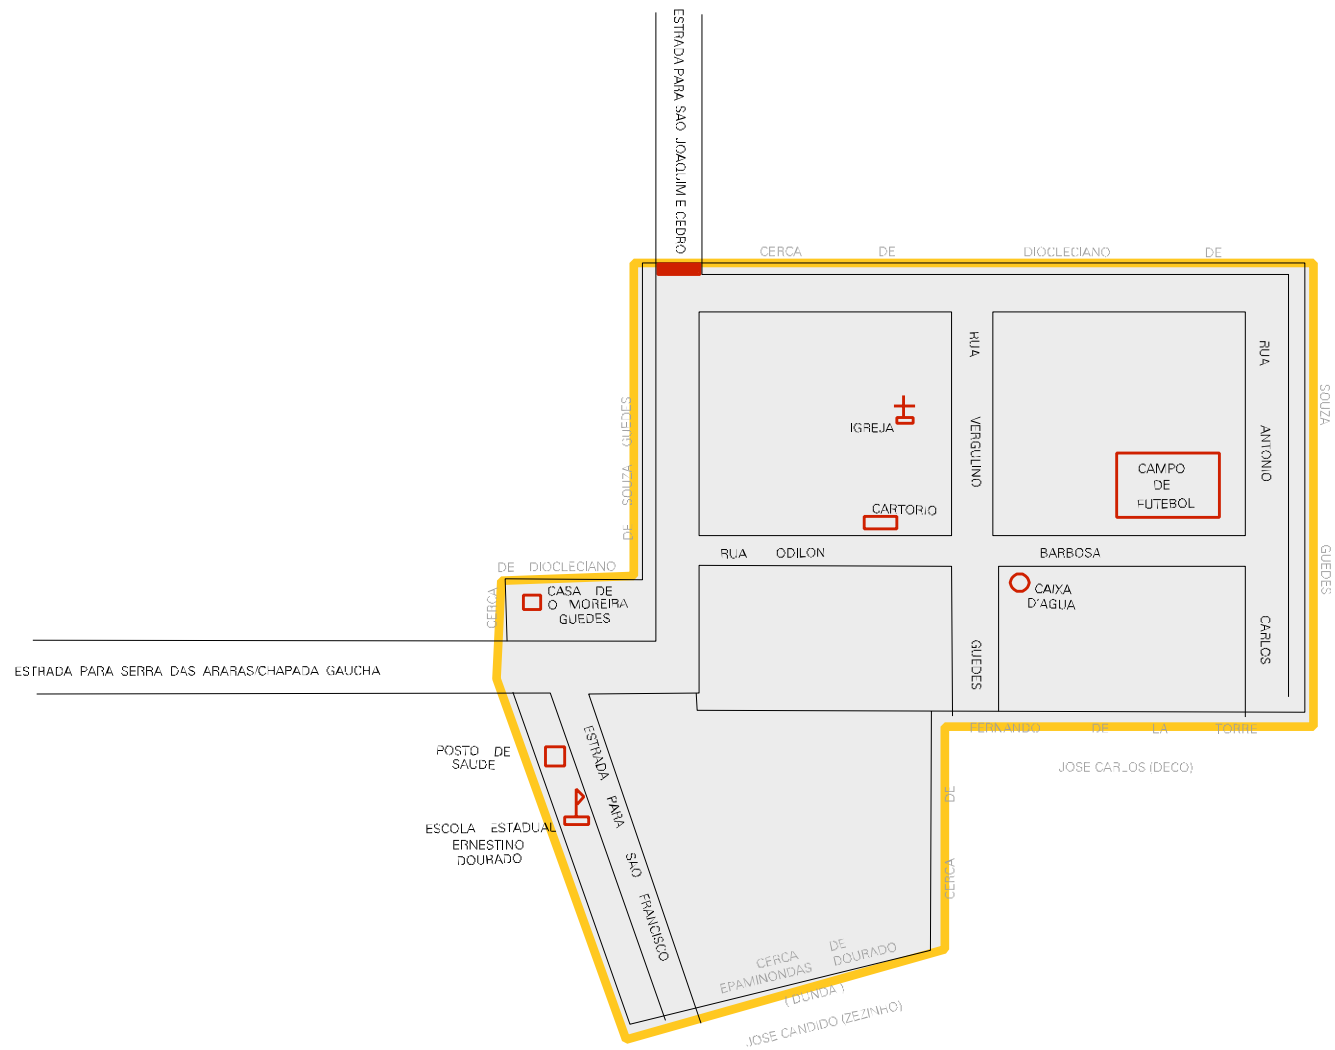 ESTRADA PARA SAO JOAQUIM E CEDRO
CERCA DE DIOCLECIANO DE
SOUZA GUEDES
RUA VERGULINO GUEDES
RUA ANTONIO CARLOS
IGREJA
CAMPO
DE
FUTEBOL
CARTORIO
RUA ODILON BARBOSA
CERCA DE DIOCLECIANO DE SOUZA GUEDES
CASA DE
O MOREIRA
GUEDES
CAIXA
D'AGUA
ESTRADA PARA SERRA DAS ARARAS/CHAPADA GAUCHA
CERCA DE FERNANDO DE LA TORRE
JOSE CARLOS (DECO)
POSTO DE
SAUDE
ESTRADA PARA SAO FRANCISCO
ESCOLA ESTADUAL
ERNESTINO
DOURADO
CERCA DE
EPAMINONDAS DOURADO
( DUNDA )
JOSE CANDIDO (ZEZINHO)